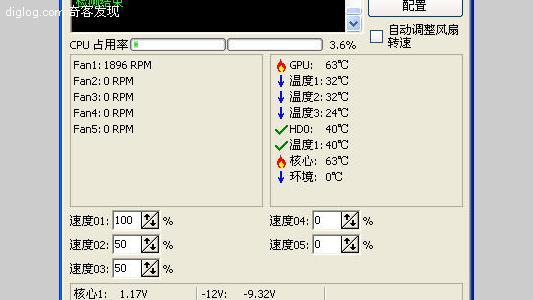 diglog.com 奇客发现
检测结束
配置
CPU 占用率 3.6%
自动调整风扇
转速
Fan1: 1896 RPM
Fan2: 0 RPM
Fan3: 0 RPM
Fan4: 0 RPM
Fan5: 0 RPM
GPU: 63℃
温度1: 32℃
温度2: 32℃
温度3: 24℃
HD0: 40℃
温度1: 40℃
核心: 63℃
环境: 0℃
速度01: 100 %
速度04: 0 %
速度02: 50 %
速度05: 0 %
速度03: 50 %
核心1: 1.17V -12V: -9.32V